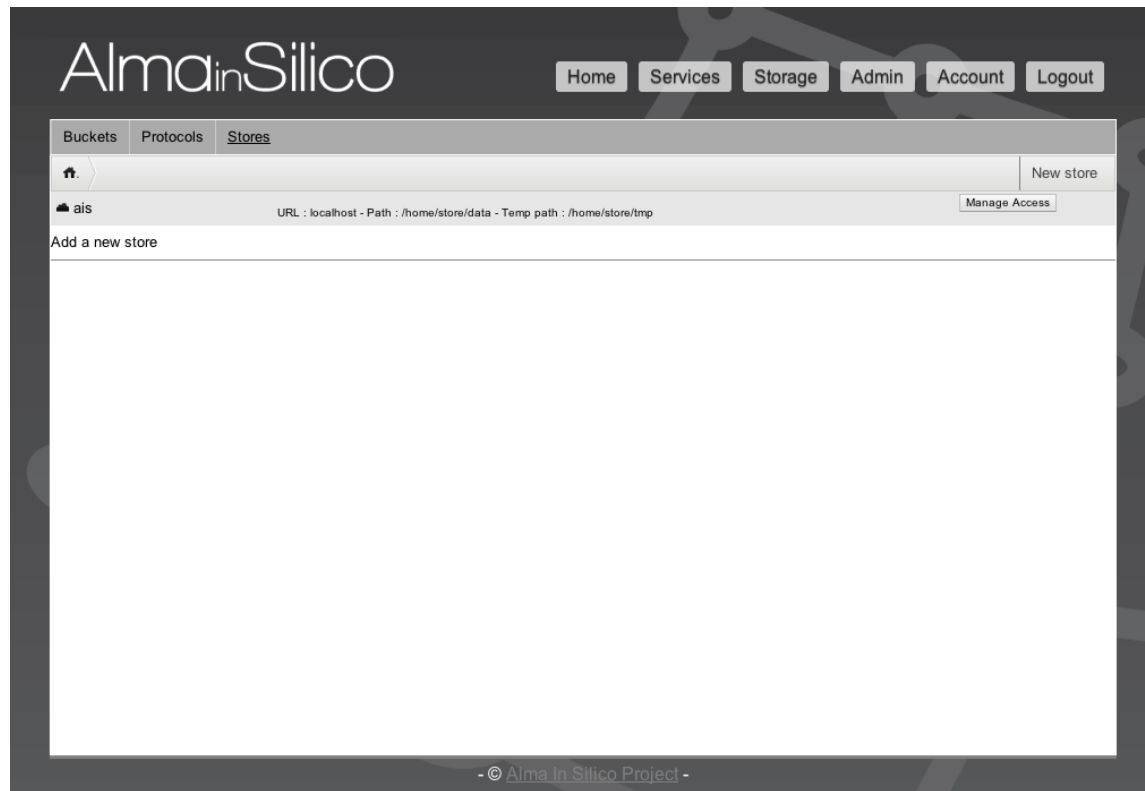 AlmainSilico
Home Services Storage Admin Account Logout
Buckets Protocols Stores
New store
ais URL : localhost - Path : /home/store/data - Temp path : /home/store/tmp Manage Access
Add a new store
- © Alma In Silico Project -